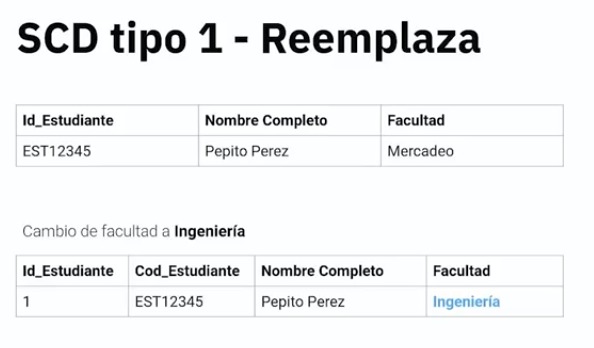 SCD tipo 1 - Reemplaza
Id_Estudiante Nombre Completo Facultad
EST12345 Pepito Perez Mercadeo
Cambio de facultad a Ingeniería
Id_Estudiante Cod_Estudiante Nombre Completo Facultad
1 EST12345 Pepito Perez Ingeniería